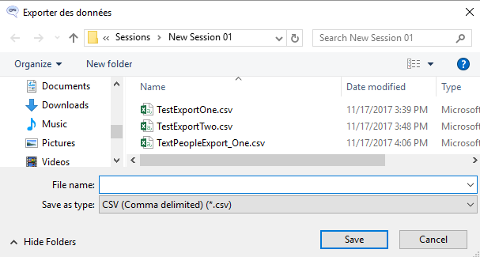 Exporter des données
« Sessions > New Session 01
Search New Session 01
Organize
New folder
Documents
Downloads
Music
Pictures
Videos
Name
Date modified
Type
TestExportOne.csv
11/17/2017 3:39 PM
Microsof
TestExportTwo.csv
11/17/2017 3:48 PM
Microsof
TextPeopleExport_One.csv
11/17/2017 4:06 PM
Microsof
File name:
Save as type:
CSV (Comma delimited) (*.csv)
Hide Folders
Save
Cancel